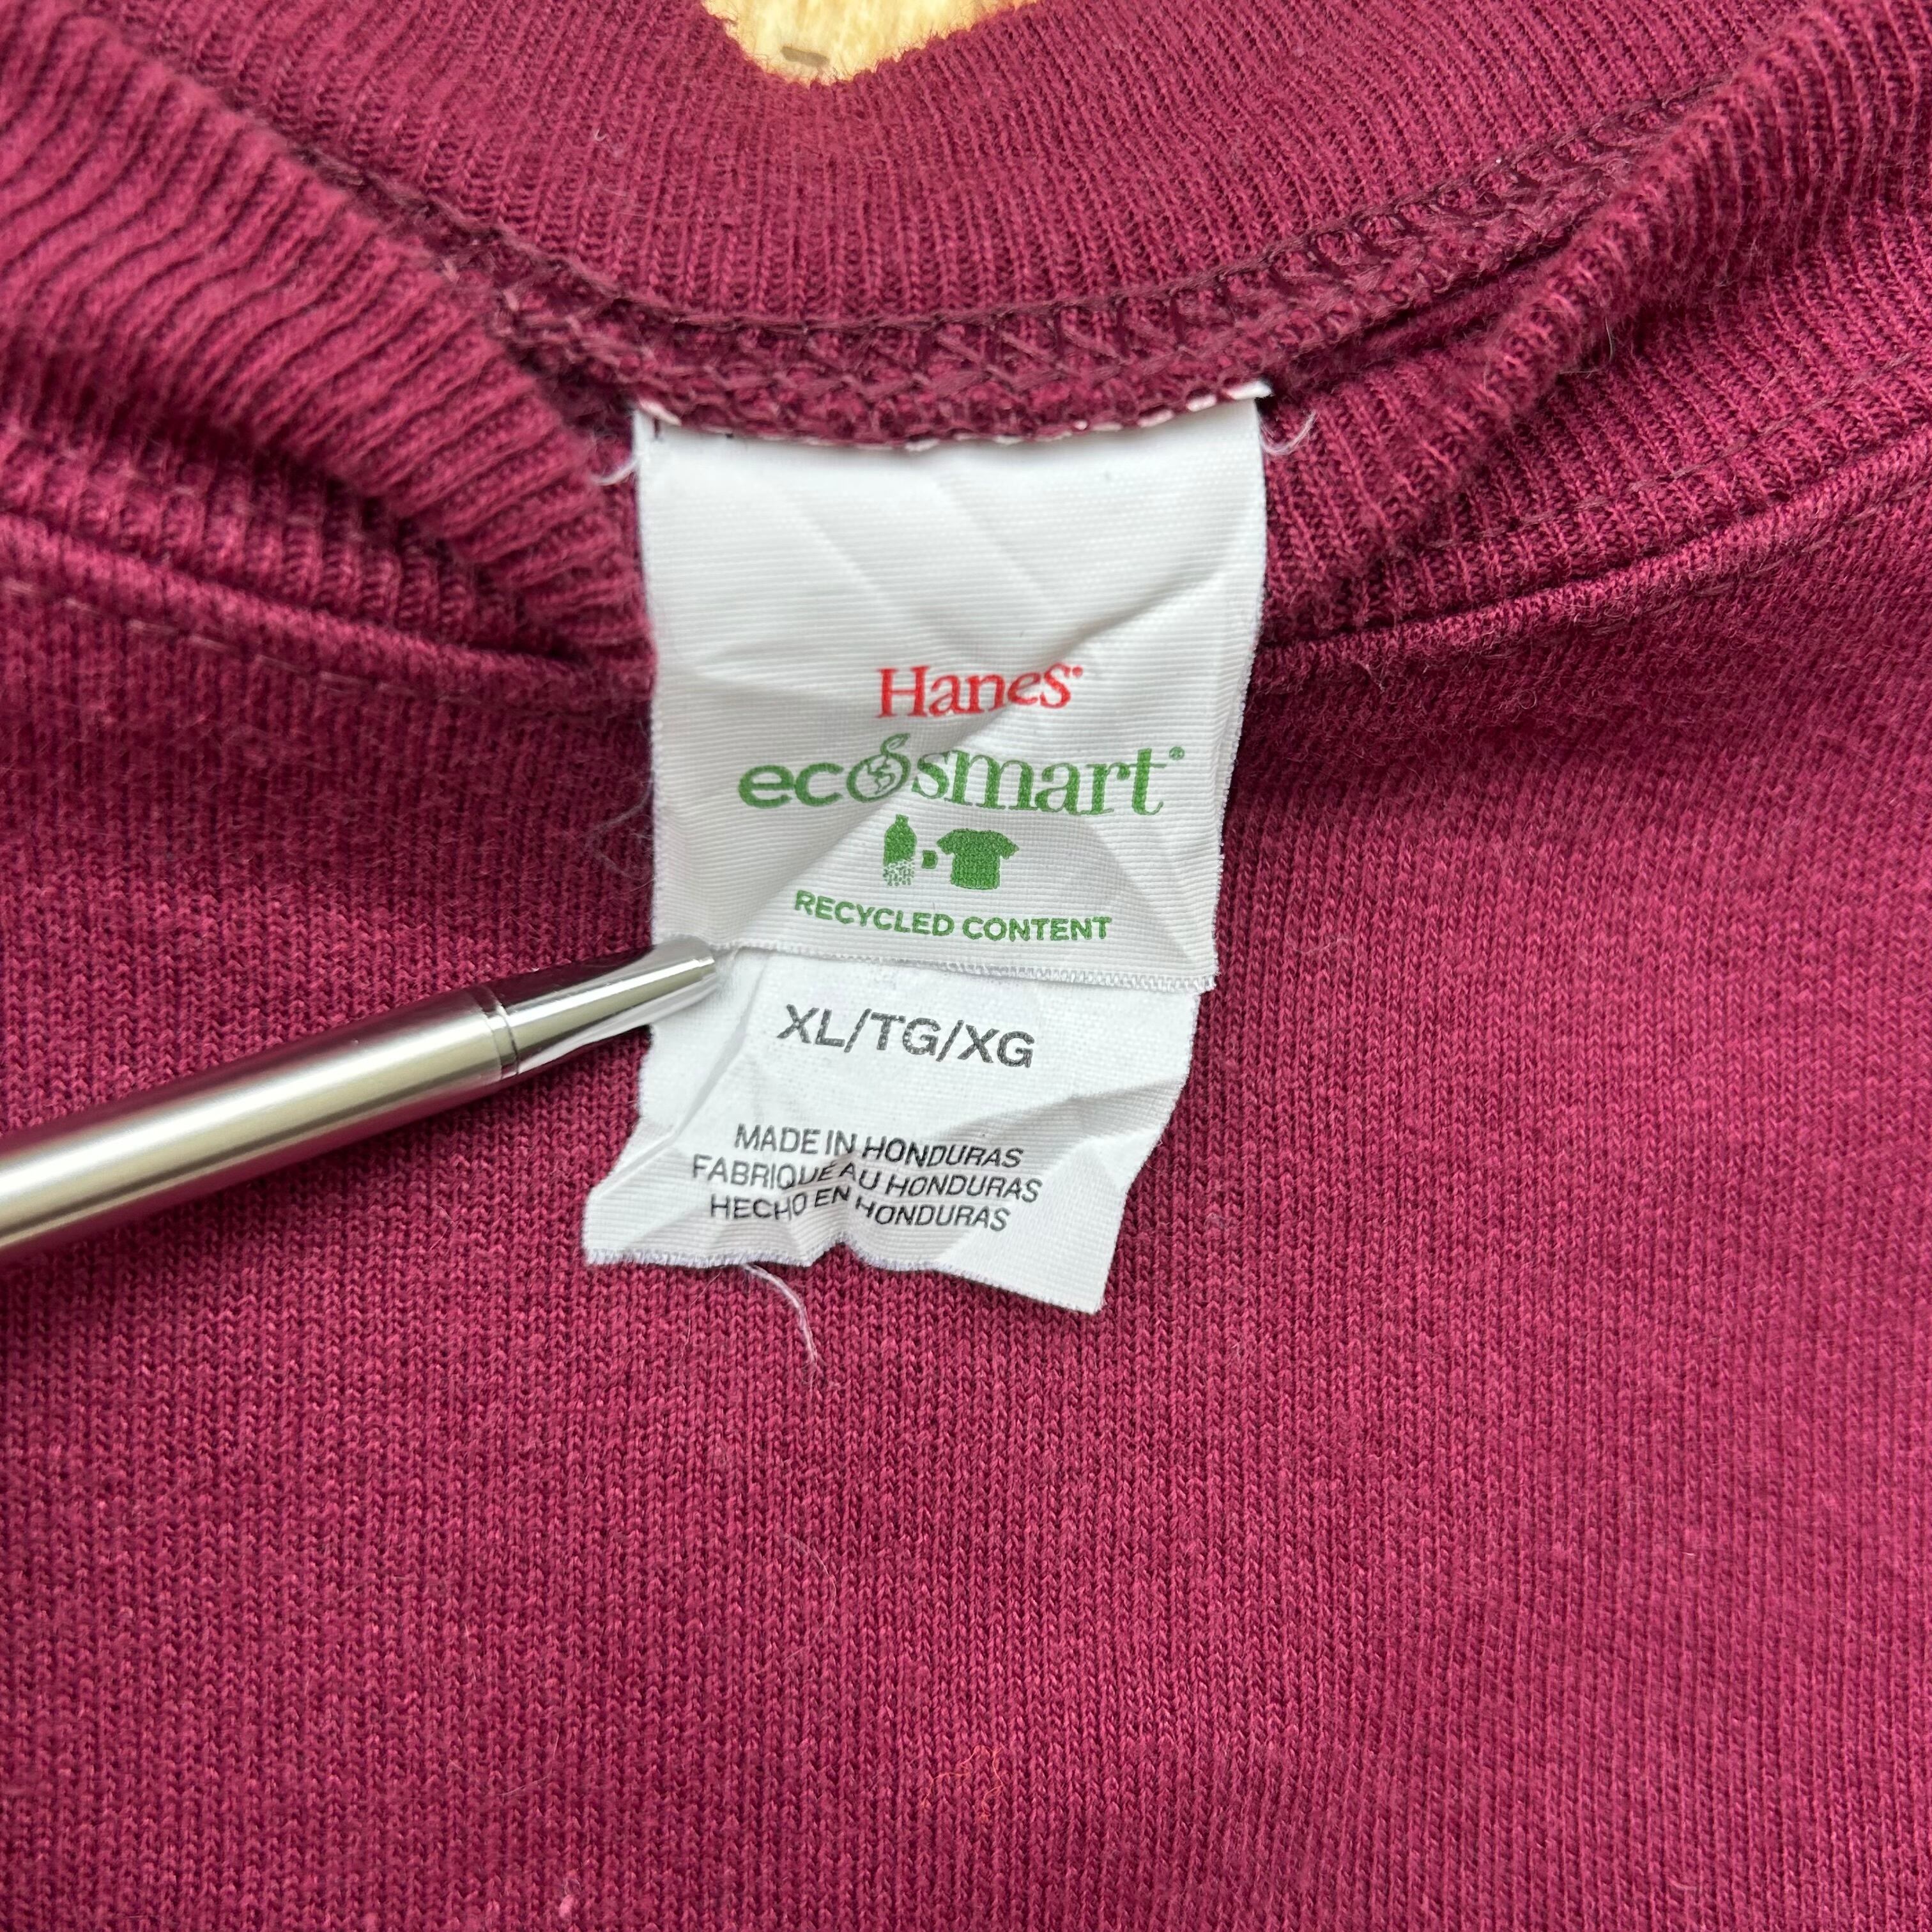 Hanes®
ecosmart®
RECYCLED CONTENT
XL/TG/XG
MADE IN HONDURAS
FABRIQUÉ AU HONDURAS
HECHO EN HONDURAS